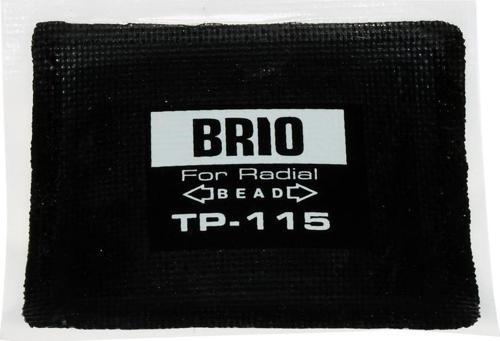 BRIO
For Radial
BEAD
TP-115